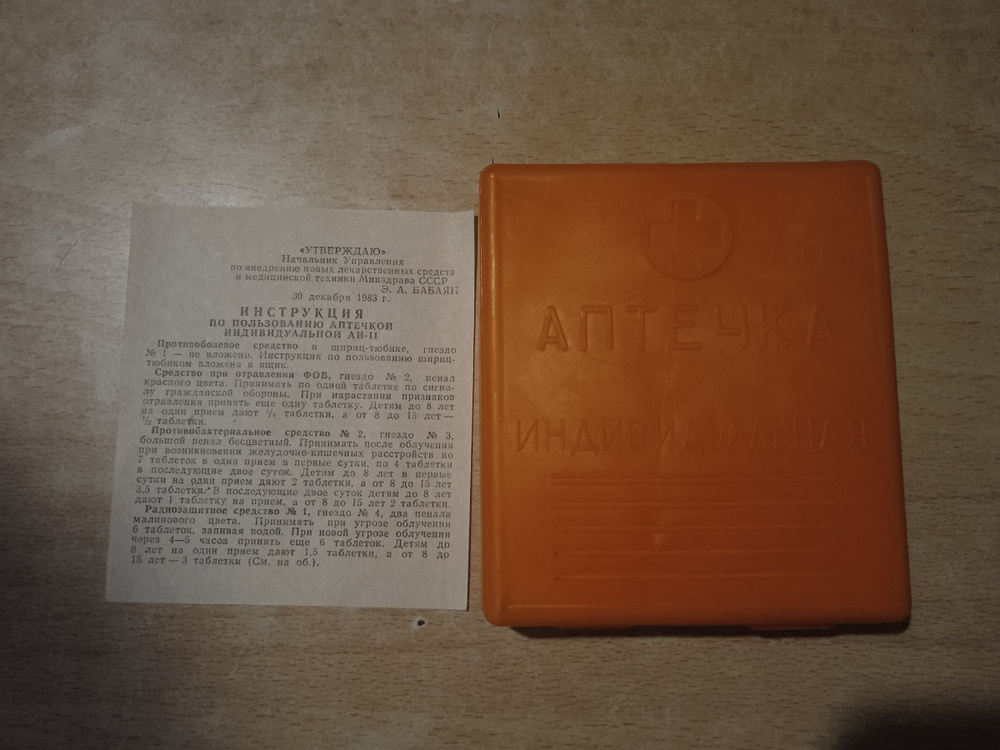 «УТВЕРЖДАЮ»
Начальник Управления
по внедрению новых лекарственных средств
и медицинской техники Минздрава СССР
Э. А. БАБАЯН
30 декабря 1983 г.
ИНСТРУКЦИЯ
ПО ПОЛЬЗОВАНИЮ АПТЕЧКОЙ
ИНДИВИДУАЛЬНОЙ АИ-II
Противоболевое средство в шприц-тюбике, гнездо
№ 1 — не вложено. Инструкция по пользованию шприц-
тюбиком вложена в ящик.
Средство при отравлении ФОВ, гнездо № 2, пенал
красного цвета. Принимать по одной таблетке по сигна-
лу гражданской обороны. При нарастании признаков
отравления принять еще одну таблетку. Детям до 8 лет
на один прием дают 1/4 таблетки, а от 8 до 15 лет —
1/2 таблетки.
Противобактериальное средство № 2, гнездо № 3,
большой пенал бесцветный. Принимать после облучения
при возникновении желудочно-кишечных расстройств по
7 таблеток в один прием в первые сутки, по 4 таблетки
в последующие двое суток. Детям до 8 лет в первые
сутки на один прием дают 2 таблетки, а от 8 до 15 лет
3,5 таблетки. В последующие двое суток детям до 8 лет
дают 1 таблетку на прием, а от 8 до 15 лет 2 таблетки.
Радиозащитное средство № 1, гнездо № 4, два пенала
малинового цвета. Принимать при угрозе облучения
6 таблеток, запивая водой. При новой угрозе облучения
через 4—5 часов принять еще 6 таблеток. Детям до
8 лет на один прием дают 1,5 таблетки, а от 8 до
15 лет — 3 таблетки (См. на об.).
АПТЕЧКА
ИНДИВИДУАЛЬНАЯ